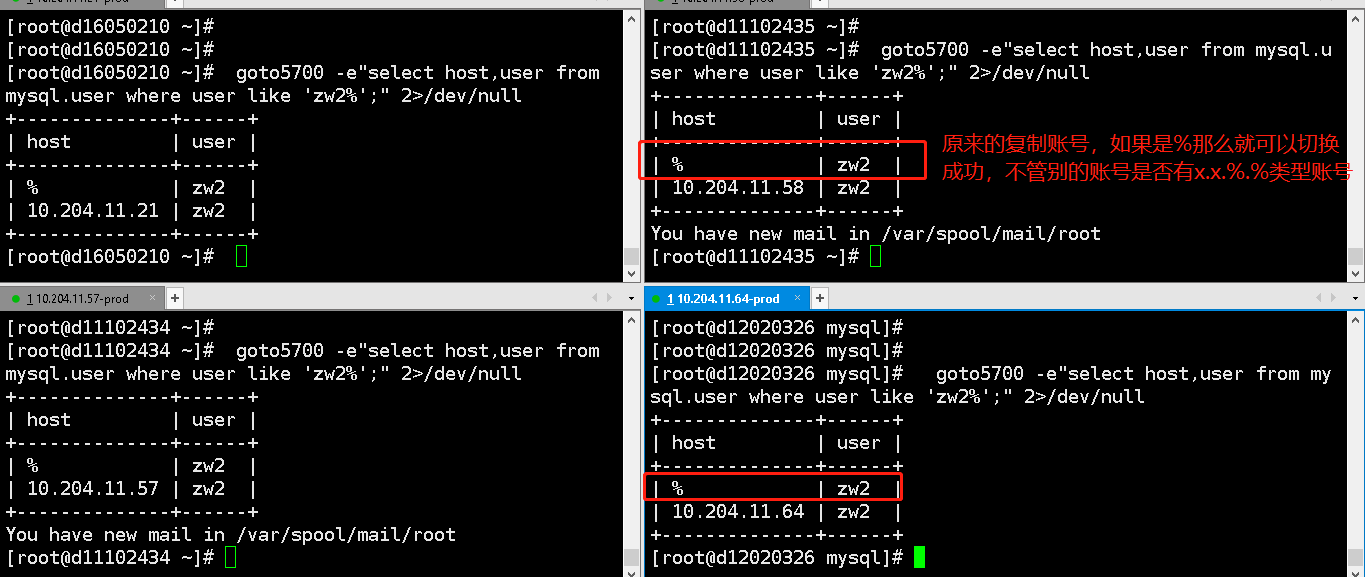 [root@d16050210 ~]#
[root@d16050210 ~]#
[root@d16050210 ~]#  goto5700 -e"select host,user from
mysql.user where user like 'zw2%';" 2>/dev/null
+--------------+------+
| host         | user |
+--------------+------+
| %            | zw2  |
| 10.204.11.21 | zw2  |
+--------------+------+
[root@d16050210 ~]#
[root@d11102435 ~]#
[root@d11102435 ~]#  goto5700 -e"select host,user from mysql.u
ser where user like 'zw2%';" 2>/dev/null
+--------------+------+
| host         | user |
+--------------+------+
| %            | zw2  |
| 10.204.11.58 | zw2  |
+--------------+------+
You have new mail in /var/spool/mail/root
[root@d11102435 ~]#
原来的复制账号，如果是%那么就可以切换
成功，不管别的账号是否有x.x.%.%类型账号
1 10.204.11.57-prod × +
[root@d11102434 ~]#
[root@d11102434 ~]#  goto5700 -e"select host,user from
mysql.user where user like 'zw2%';" 2>/dev/null
+--------------+------+
| host         | user |
+--------------+------+
| %            | zw2  |
| 10.204.11.57 | zw2  |
+--------------+------+
You have new mail in /var/spool/mail/root
[root@d11102434 ~]#
1 10.204.11.64-prod × +
[root@d12020326 mysql]#
[root@d12020326 mysql]#
[root@d12020326 mysql]#   goto5700 -e"select host,user from my
sql.user where user like 'zw2%';" 2>/dev/null
+--------------+------+
| host         | user |
+--------------+------+
| %            | zw2  |
| 10.204.11.64 | zw2  |
+--------------+------+
[root@d12020326 mysql]#